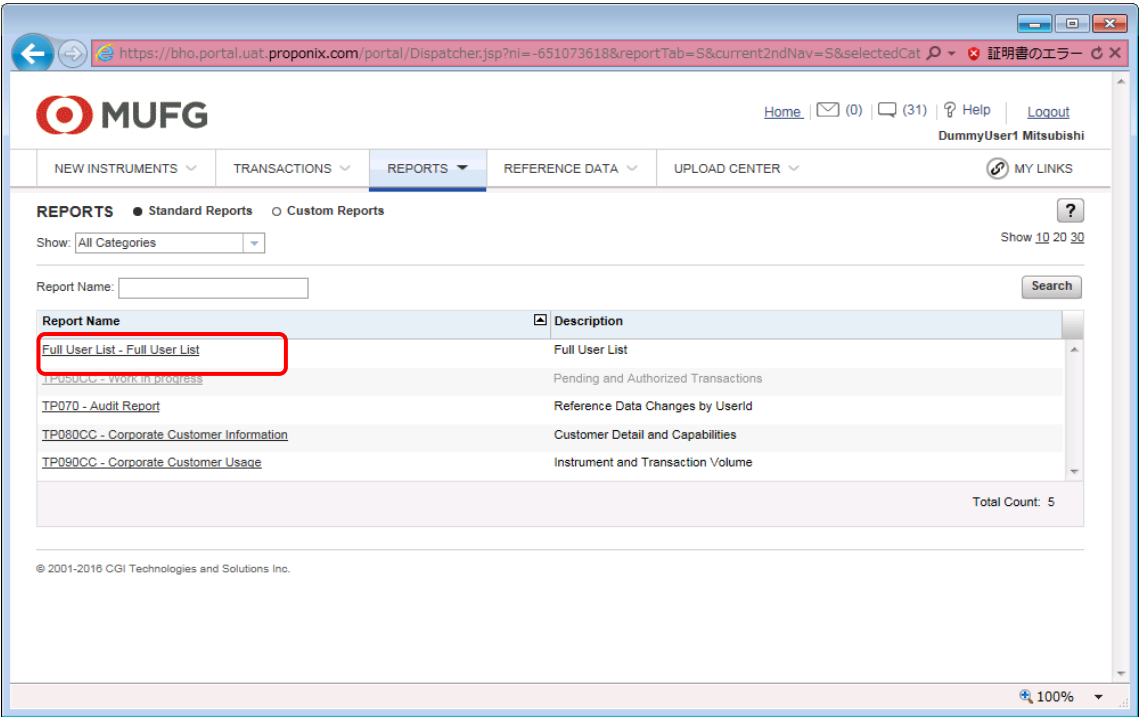 https://bho.portal.uat.proponix.com/portal/Dispatcher.jsp?ni=-651073618&reportTab=S&current2ndNav=S&selectedCat 証明書のエラー
MUFG
Home (0) (31) Help Logout
DummyUser1 Mitsubishi
NEW INSTRUMENTS TRANSACTIONS REPORTS REFERENCE DATA UPLOAD CENTER MY LINKS
REPORTS Standard Reports Custom Reports ?
Show: All Categories Show 10 20 30
Report Name: Search
Report Name Description
Full User List - Full User List Full User List
TP050CC - Work in progress Pending and Authorized Transactions
TP070 - Audit Report Reference Data Changes by UserId
TP080CC - Corporate Customer Information Customer Detail and Capabilities
TP090CC - Corporate Customer Usage Instrument and Transaction Volume
Total Count: 5
© 2001-2016 CGI Technologies and Solutions Inc.
100%